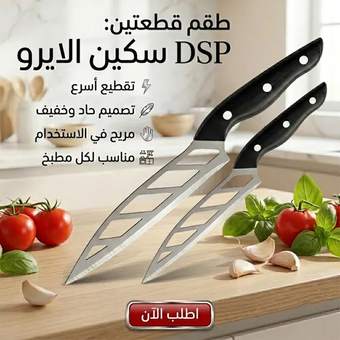 طقم قطعتين:
سكين الايرو DSP
تقطيع أسرع
تصميم حاد وخفيف
مريح في الاستخدام
مناسب لكل مطبخ
اطلب الآن